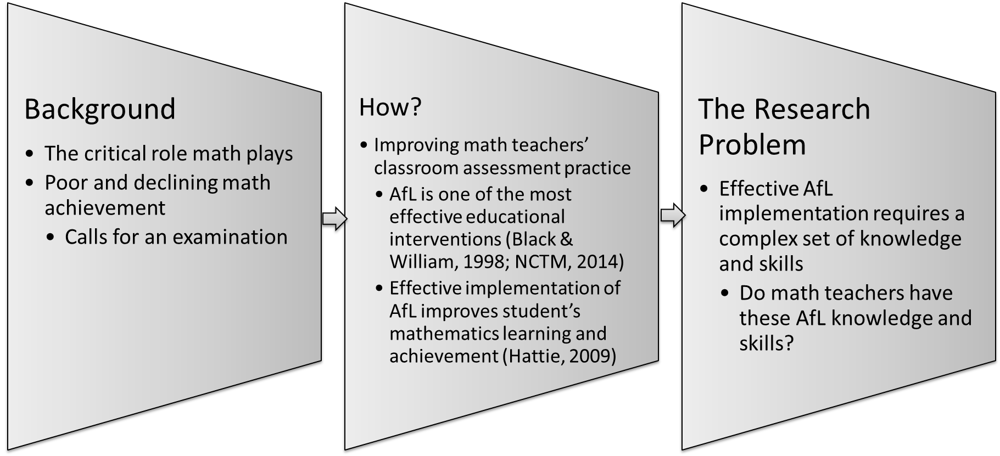 Background
• The critical role math plays
• Poor and declining math
achievement
• Calls for an examination
How?
• Improving math teachers’
classroom assessment practice
• AfL is one of the most
effective educational
interventions (Black &
William, 1998; NCTM, 2014)
• Effective implementation of
AfL improves student’s
mathematics learning and
achievement (Hattie, 2009)
The Research
Problem
• Effective AfL
implementation requires a
complex set of knowledge
and skills
• Do math teachers have
these AfL knowledge and
skills?